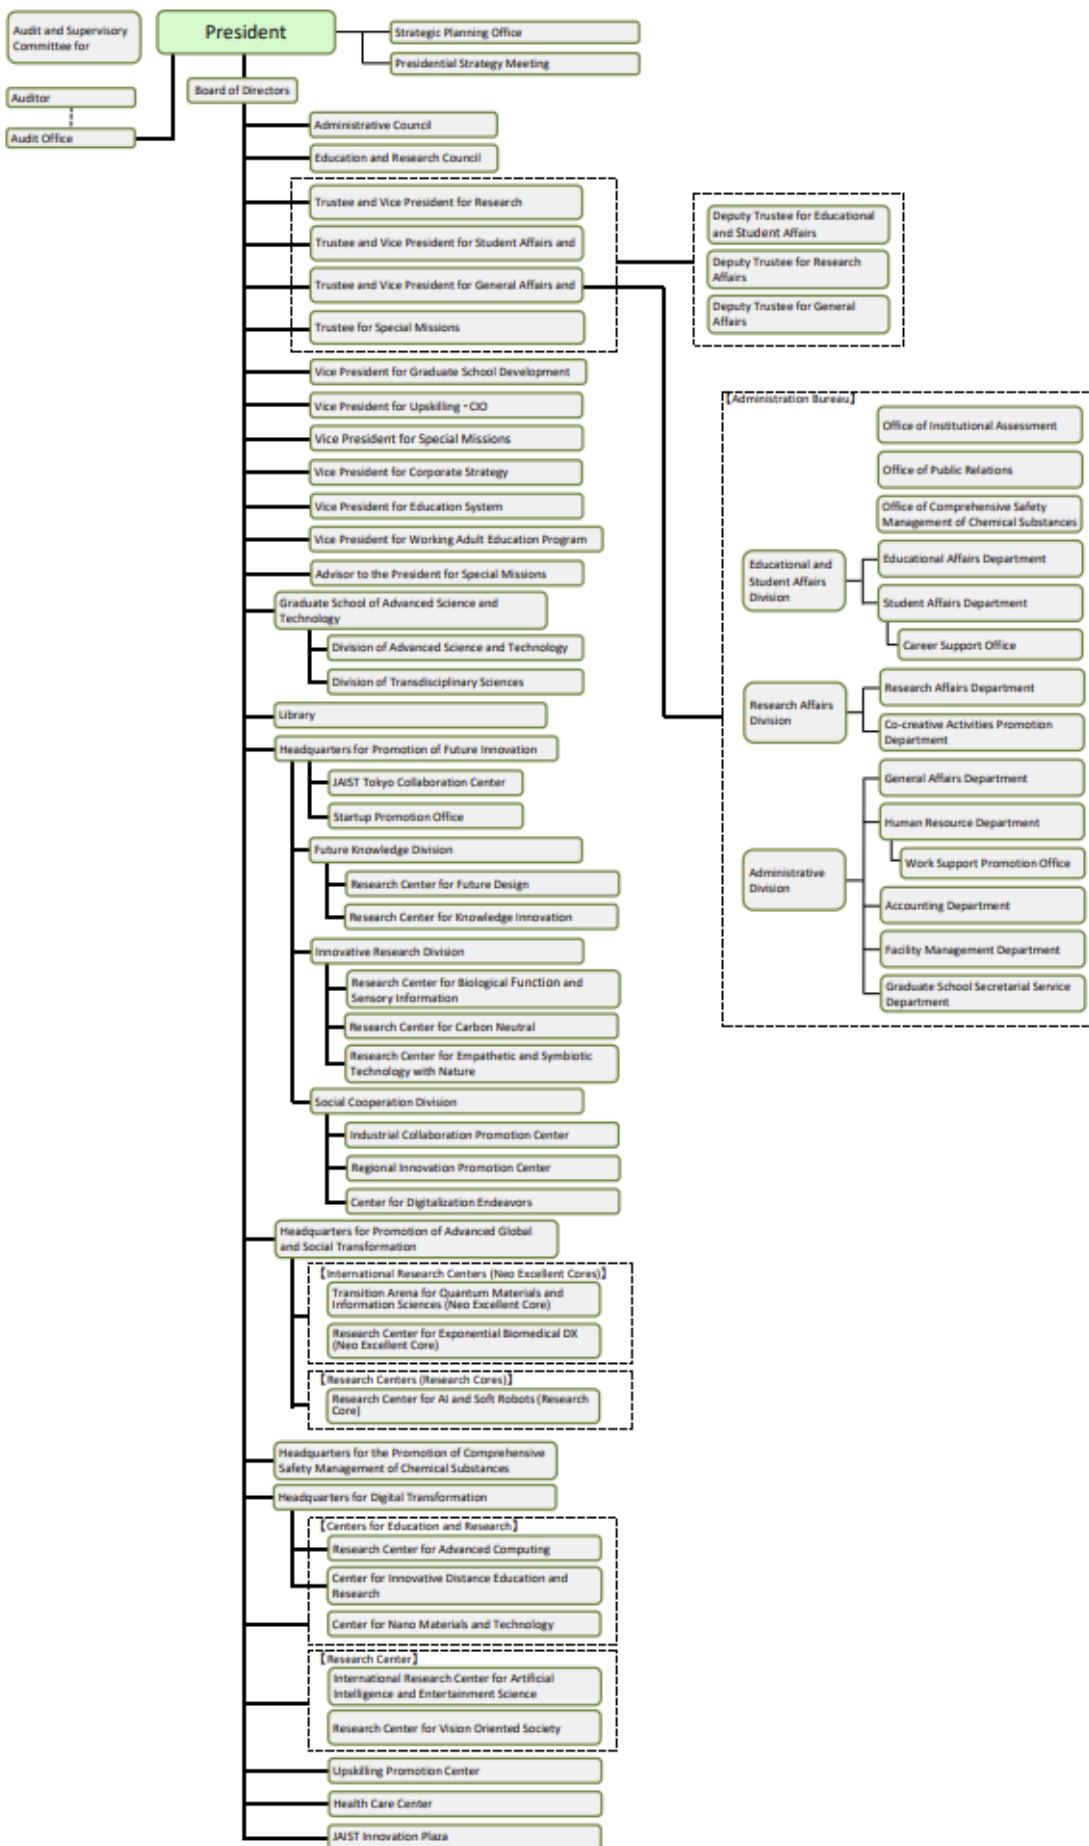 Audit and Supervisory
Committee for
President
Strategic Planning Office
Presidential Strategy Meeting
Board of Directors
Auditor
Audit Office
Administrative Council
Education and Research Council
Trustee and Vice President for Research
Trustee and Vice President for Student Affairs and
Trustee and Vice President for General Affairs and
Trustee for Special Missions
Deputy Trustee for Educational
and Student Affairs
Deputy Trustee for Research
Affairs
Deputy Trustee for General
Affairs
Vice President for Graduate School Development
Vice President for Upskilling・CIO
Vice President for Special Missions
Vice President for Corporate Strategy
Vice President for Education System
Vice President for Working Adult Education Program
Advisor to the President for Special Missions
Graduate School of Advanced Science and
Technology
Division of Advanced Science and Technology
Division of Transdisciplinary Sciences
Library
Headquarters for Promotion of Future Innovation
JAIST Tokyo Collaboration Center
Startup Promotion Office
Future Knowledge Division
Research Center for Future Design
Research Center for Knowledge Innovation
Innovative Research Division
Research Center for Biological Function and
Sensory Information
Research Center for Carbon Neutral
Research Center for Empathetic and Symbiotic
Technology with Nature
Social Cooperation Division
Industrial Collaboration Promotion Center
Regional Innovation Promotion Center
Center for Digitalization Endeavors
Headquarters for Promotion of Advanced Global
and Social Transformation
【International Research Centers (Neo Excellent Cores)】
Transition Arena for Quantum Materials and
Information Sciences (Neo Excellent Core)
Research Center for Exponential Biomedical DX
(Neo Excellent Core)
【Research Centers (Research Cores)】
Research Center for AI and Soft Robots (Research
Core)
Headquarters for the Promotion of Comprehensive
Safety Management of Chemical Substances
Headquarters for Digital Transformation
【Centers for Education and Research】
Research Center for Advanced Computing
Center for Innovative Distance Education and
Research
Center for Nano Materials and Technology
【Research Center】
International Research Center for Artificial
Intelligence and Entertainment Science
Research Center for Vision Oriented Society
Upskilling Promotion Center
Health Care Center
JAIST Innovation Plaza
【Administration Bureau】
Office of Institutional Assessment
Office of Public Relations
Office of Comprehensive Safety
Management of Chemical Substances
Educational and
Student Affairs
Division
Educational Affairs Department
Student Affairs Department
Career Support Office
Research Affairs
Division
Research Affairs Department
Co-creative Activities Promotion
Department
Administrative
Division
General Affairs Department
Human Resource Department
Work Support Promotion Office
Accounting Department
Facility Management Department
Graduate School Secretarial Service
Department